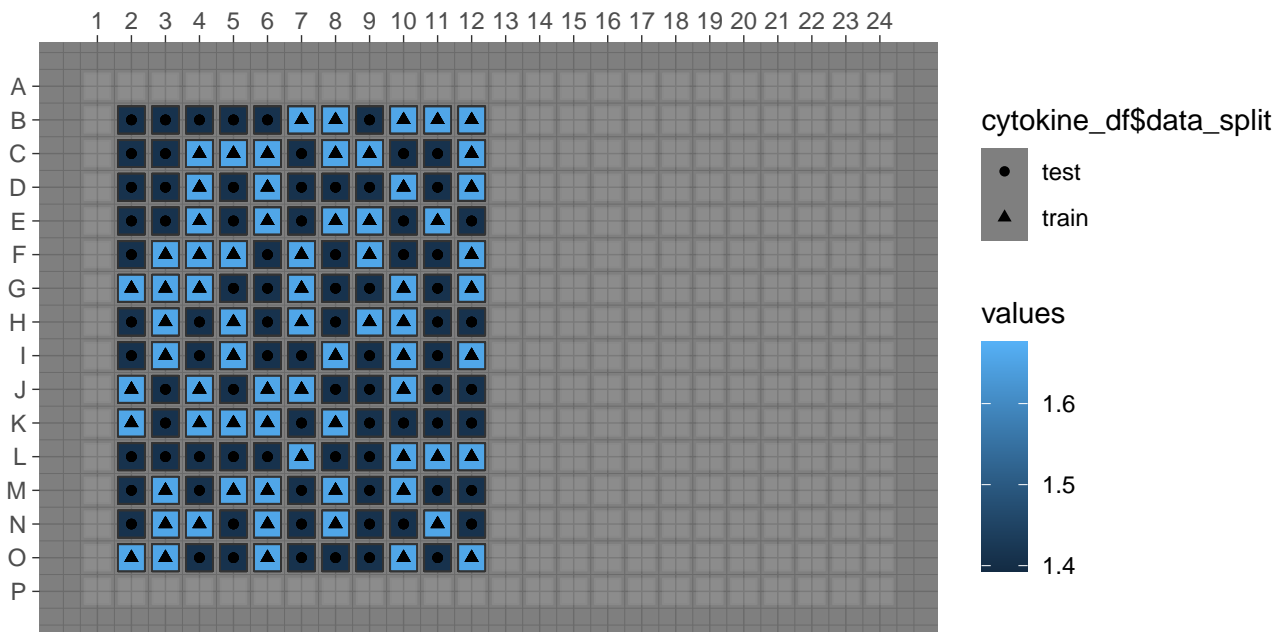 1 2 3 4 5 6 7 8 9 10 11 12 13 14 15 16 17 18 19 20 21 22 23 24
A
B
C
D
E
F
G
H
I
J
K
L
M
N
O
P
cytokine_df$data_split
test
train
values
1.6
1.5
1.4